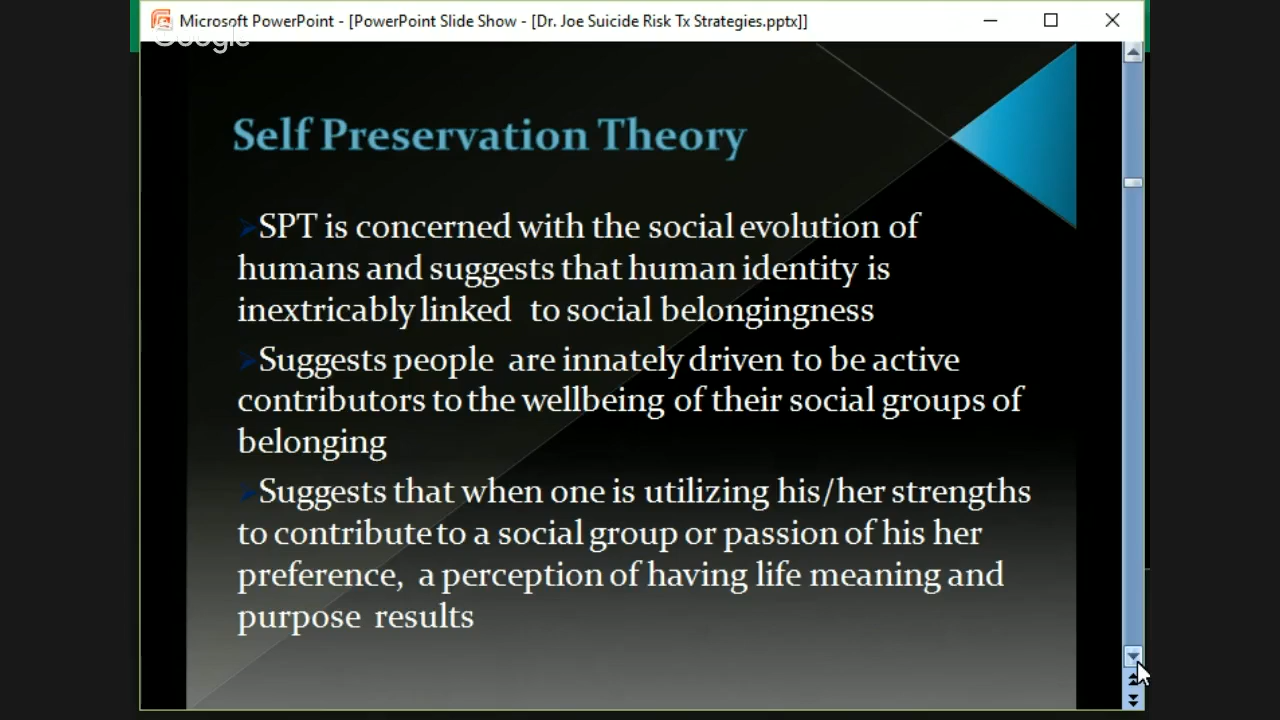 Microsoft PowerPoint - [PowerPoint Slide Show - [Dr. Joe Suicide Risk Tx Strategies.pptx]]
Google
Self Preservation Theory
SPT is concerned with the social evolution of
humans and suggests that human identity is
inextricably linked to social belongingness
Suggests people are innately driven to be active
contributors to the wellbeing of their social groups of
belonging
Suggests that when one is utilizing his/her strengths
to contribute to a social group or passion of his her
preference, a perception of having life meaning and
purpose results